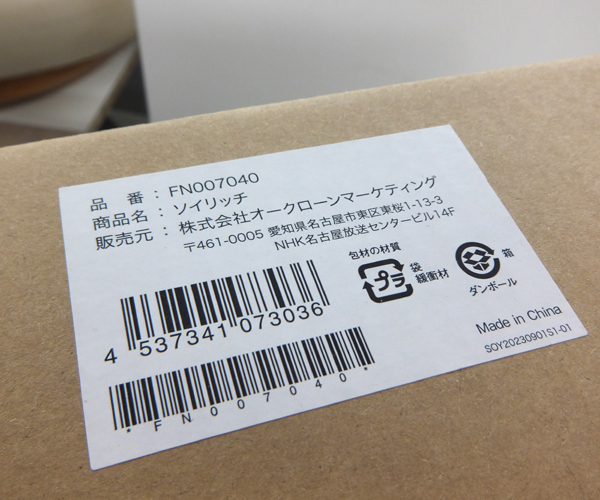 品 番 : FN007040
商品名 : ソイリッチ
販売元 : 株式会社オークローンマーケティング
〒461-0005 愛知県名古屋市東区東桜1-13-3
NHK名古屋放送センタービル14F
包材の材質
プラ 袋 緩衝材
箱
ダンボール
4 537341 073036
*FN007040*
Made in China
SOY20230901S1-01